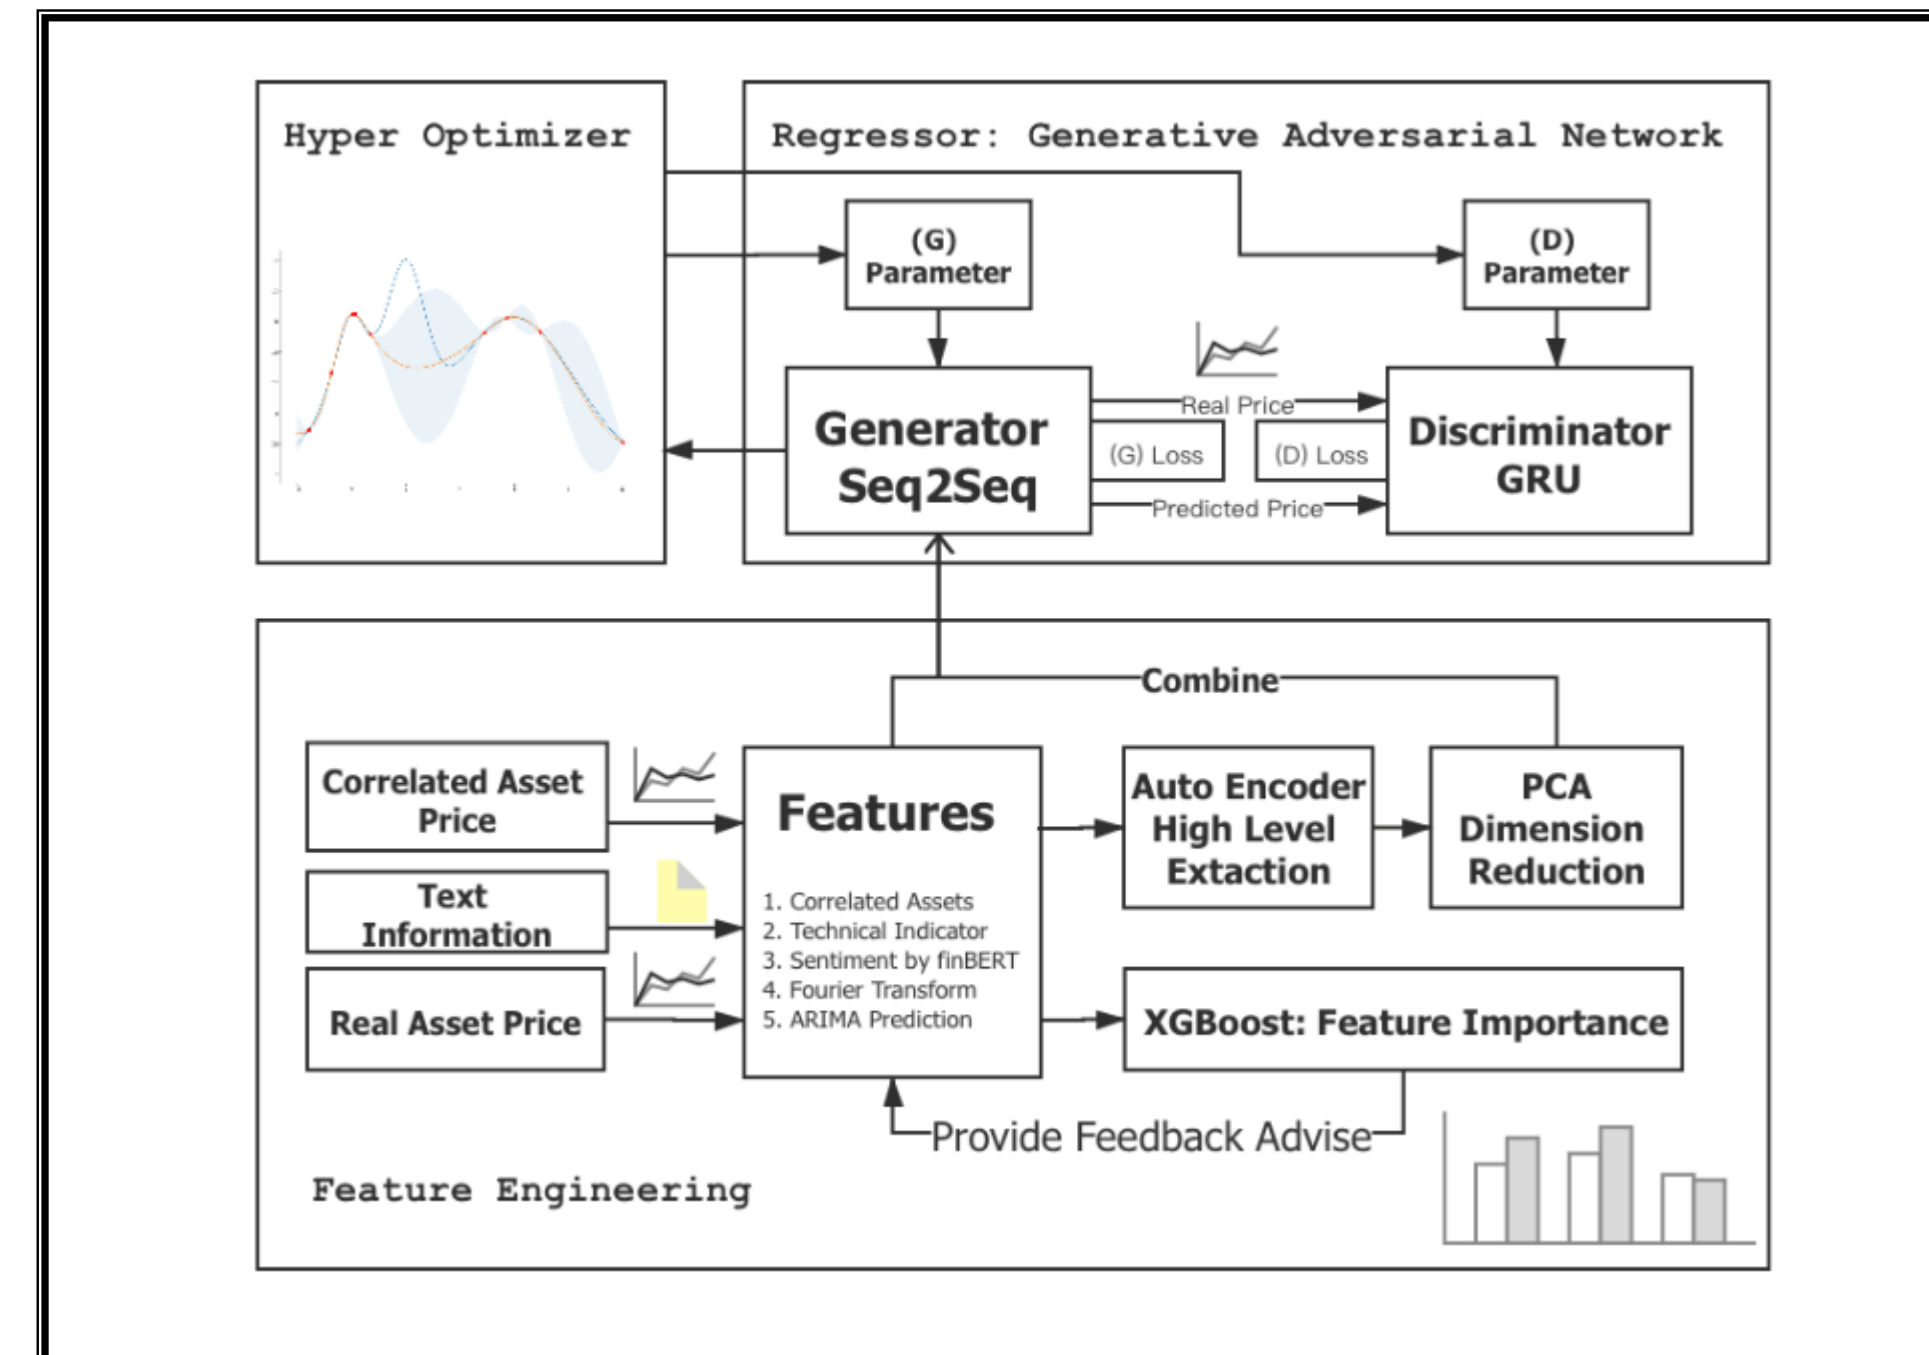 Hyper Optimizer
Regressor: Generative Adversarial Network
(G)
Parameter
(D)
Parameter
Generator
Seq2Seq
Real Price
(G) Loss
(D) Loss
Predicted Price
Discriminator
GRU
Combine
Correlated Asset
Price
Text
Information
Real Asset Price
Features
1. Correlated Assets
2. Technical Indicator
3. Sentiment by finBERT
4. Fourier Transform
5. ARIMA Prediction
Auto Encoder
High Level
Extaction
PCA
Dimension
Reduction
XGBoost: Feature Importance
Provide Feedback Advise
Feature Engineering